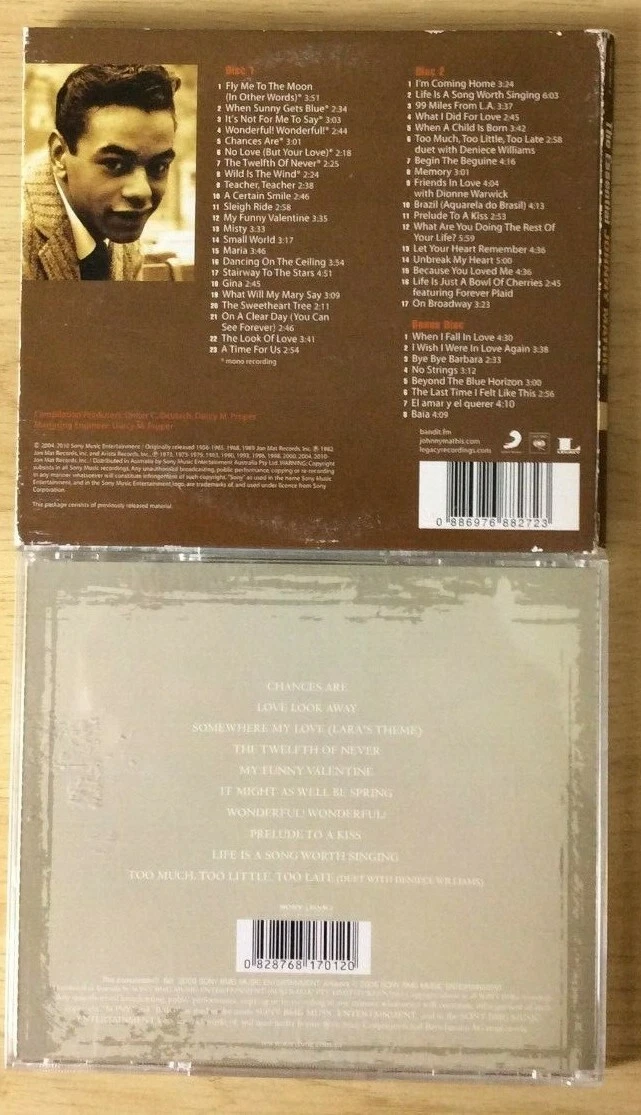 Disc 1
1 Fly Me To The Moon
(In Other Words)* 3:51
2 When Sunny Gets Blue* 2:34
3 It's Not For Me To Say* 3:03
4 Wonderful! Wonderful!* 2:44
5 Chances Are* 3:01
6 No Love (But Your Love)* 2:18
7 The Twelfth Of Never* 2:25
8 Wild Is The Wind* 2:24
9 Teacher, Teacher 2:38
10 A Certain Smile 2:46
11 Sleigh Ride 2:58
12 My Funny Valentine 3:35
13 Misty 3:33
14 Small World 3:17
15 Maria 3:46
16 Dancing On The Ceiling 3:54
17 Stairway To The Stars 4:51
18 Gina 2:45
19 What Will My Mary Say 3:09
20 The Sweetheart Tree 2:11
21 On A Clear Day (You Can
See Forever) 2:46
22 The Look Of Love 3:41
23 A Time For Us 2:54
* mono recording
Disc 2
1 I'm Coming Home 3:24
2 Life Is A Song Worth Singing 6:03
3 99 Miles From L.A. 3:37
4 What I Did For Love 2:45
5 When A Child Is Born 3:42
6 Too Much, Too Little, Too Late 2:58
duet with Deniece Williams
7 Begin The Beguine 4:16
8 Memory 3:01
9 Friends In Love 4:04
with Dionne Warwick
10 Brazil (Aquarela do Brasil) 4:13
11 Prelude To A Kiss 2:53
12 What Are You Doing The Rest Of
Your Life? 5:59
13 Let Your Heart Remember 4:36
14 Unbreak My Heart 5:00
15 Because You Loved Me 4:36
16 Life Is Just A Bowl Of Cherries 2:45
featuring Forever Plaid
17 On Broadway 3:23
Bonus Disc
1 When I Fall In Love 4:30
2 I Wish I Were In Love Again 3:38
3 Bye Bye Barbara 2:33
4 No Strings 3:12
5 Beyond The Blue Horizon 3:00
6 The Last Time I Felt Like This 2:56
7 El amar y el querer 4:10
8 Baia 4:09
Compilation Producers: Didier C. Deutsch, Darcy M. Proper
Mastering Engineer: Darcy M. Proper
This package consists of previously released material.
bandit.fm
johnnymathis.com
legacyrecordings.com
0 886976 882723
The Essential JOHNNY MATHIS
CHANCES ARE
LOVE LOOK AWAY
SOMEWHERE MY LOVE (LARA'S THEME)
THE TWELFTH OF NEVER
MY FUNNY VALENTINE
IT MIGHT AS WELL BE SPRING
WONDERFUL! WONDERFUL!
PRELUDE TO A KISS
LIFE IS A SONG WORTH SINGING
TOO MUCH, TOO LITTLE, TOO LATE (DUET WITH DENIECE WILLIAMS)
0 828768 170120